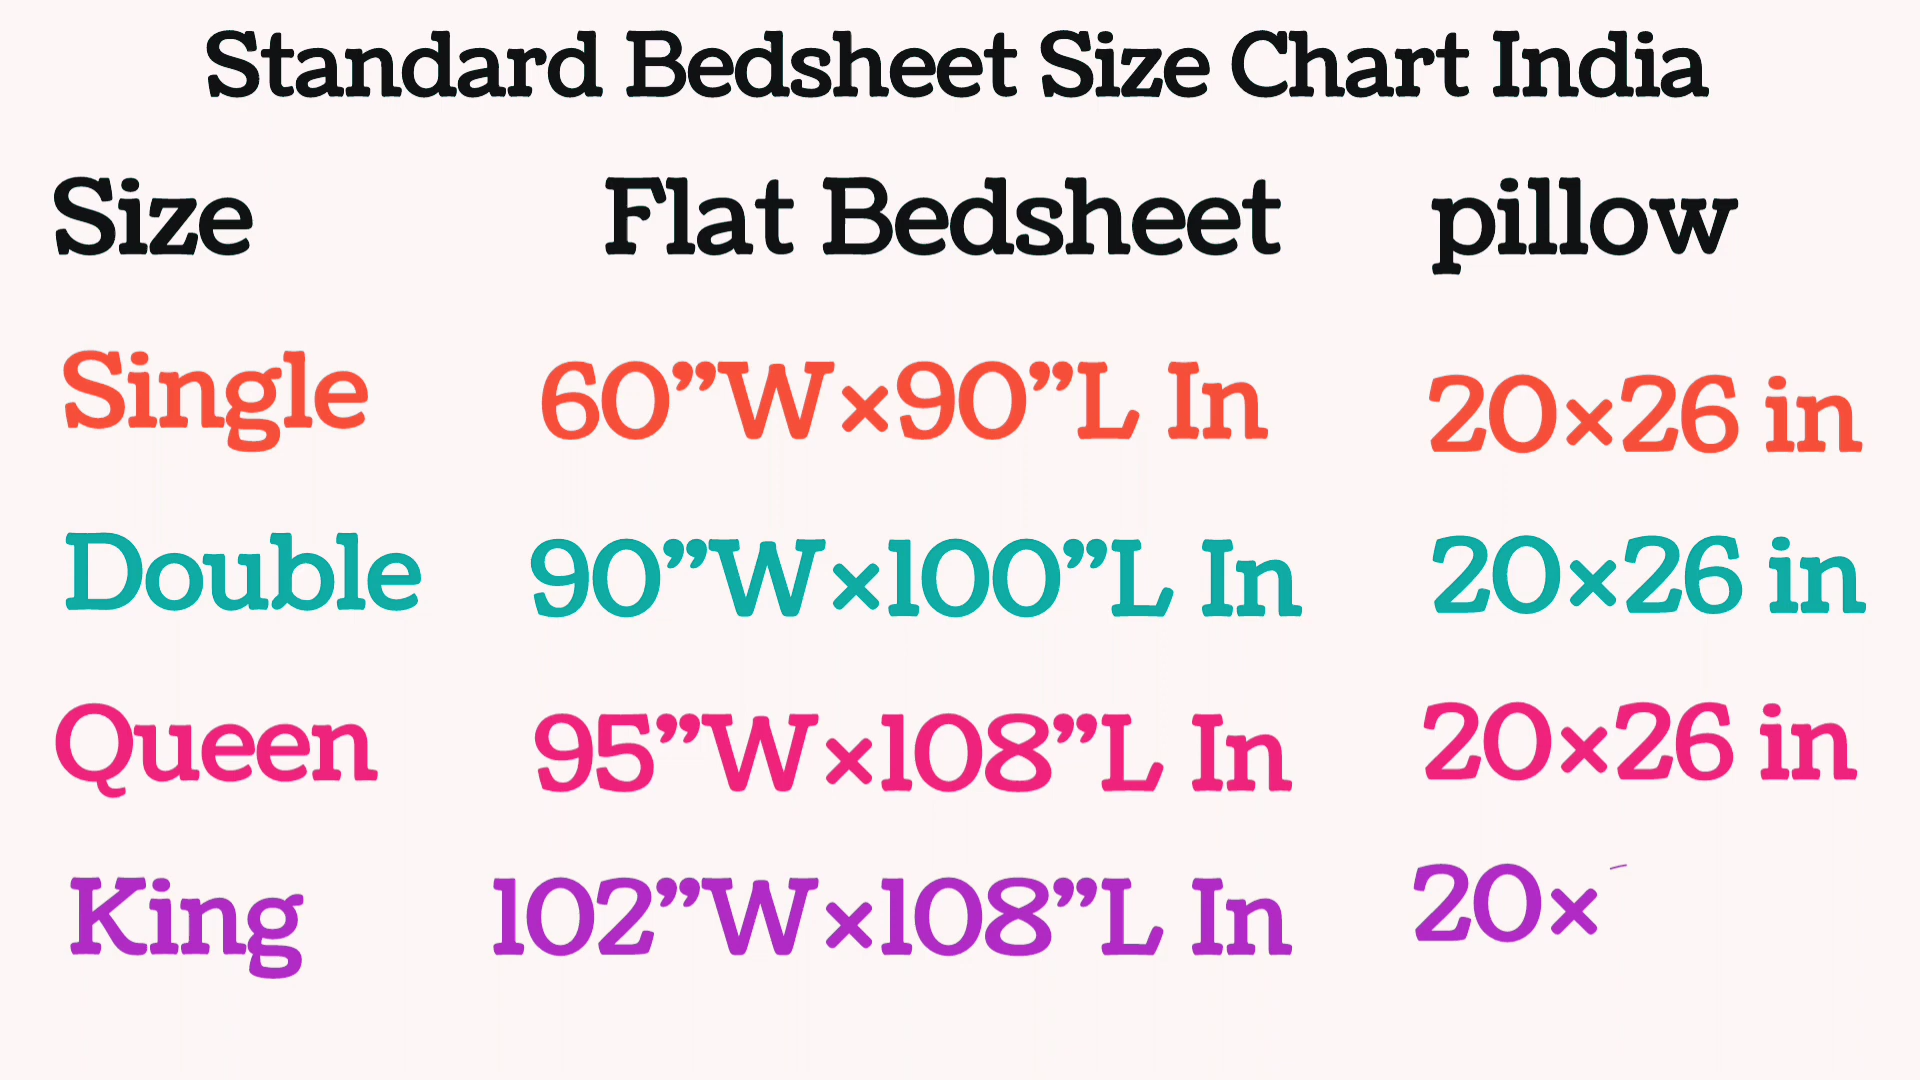 Standard Bedsheet Size Chart India
Size Flat Bedsheet pillow
Single 60”W×90”L In 20×26 in
Double 90”W×100”L In 20×26 in
Queen 95”W×108”L In 20×26 in
King 102”W×108”L In 20×